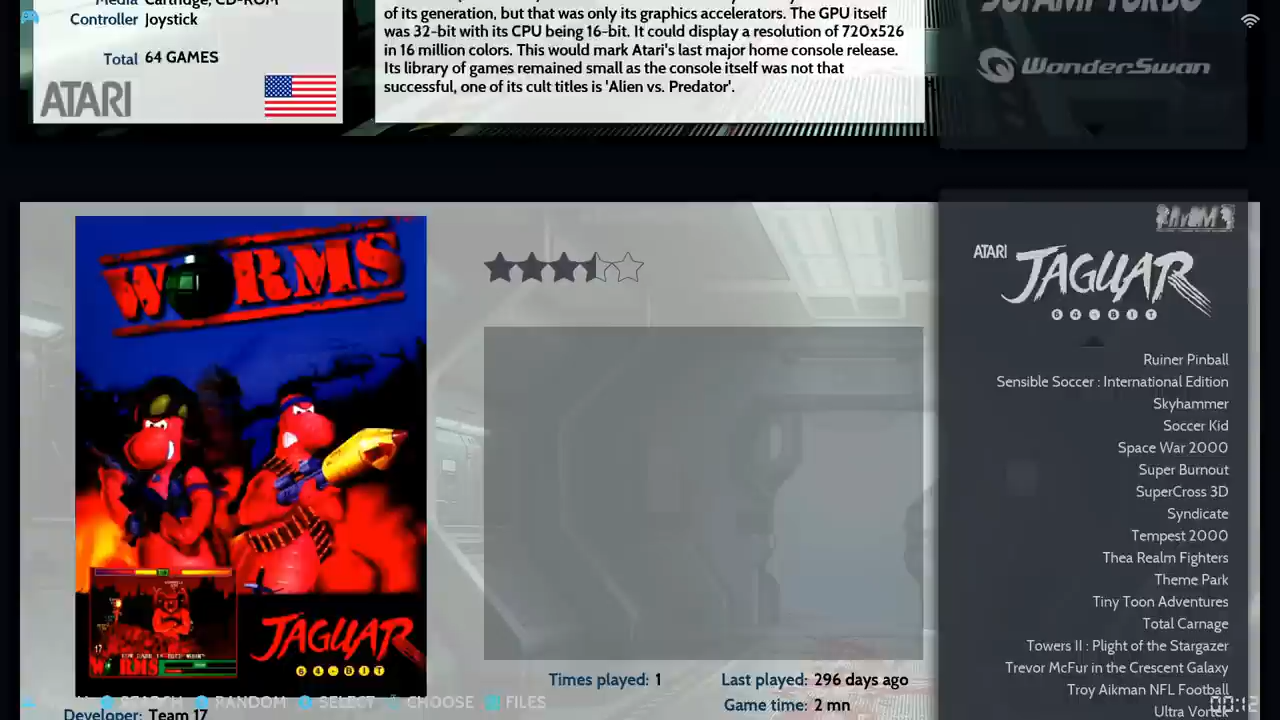 Media Cartridge, CD-ROM
Controller Joystick
Total 64 GAMES
ATARI
of its generation, but that was only its graphics accelerators. The GPU itself
was 32-bit with its CPU being 16-bit. It could display a resolution of 720x526
in 16 million colors. This would mark Atari's last major home console release.
Its library of games remained small as the console itself was not that
successful, one of its cult titles is 'Alien vs. Predator'.
SUFAMI TURBO
WonderSwan
WORMS
JAGUAR
64-BIT
WORMS
Times played: 1
Last played: 296 days ago
Game time: 2 mn
Developer: Team 17
ATARI
JAGUAR
64-BIT
Ruiner Pinball
Sensible Soccer : International Edition
Skyhammer
Soccer Kid
Space War 2000
Super Burnout
SuperCross 3D
Syndicate
Tempest 2000
Thea Realm Fighters
Theme Park
Tiny Toon Adventures
Total Carnage
Towers II : Plight of the Stargazer
Trevor McFur in the Crescent Galaxy
Troy Aikman NFL Football
Ultra Vortek
SEARCH RANDOM SELECT CHOOSE FILES
00:12